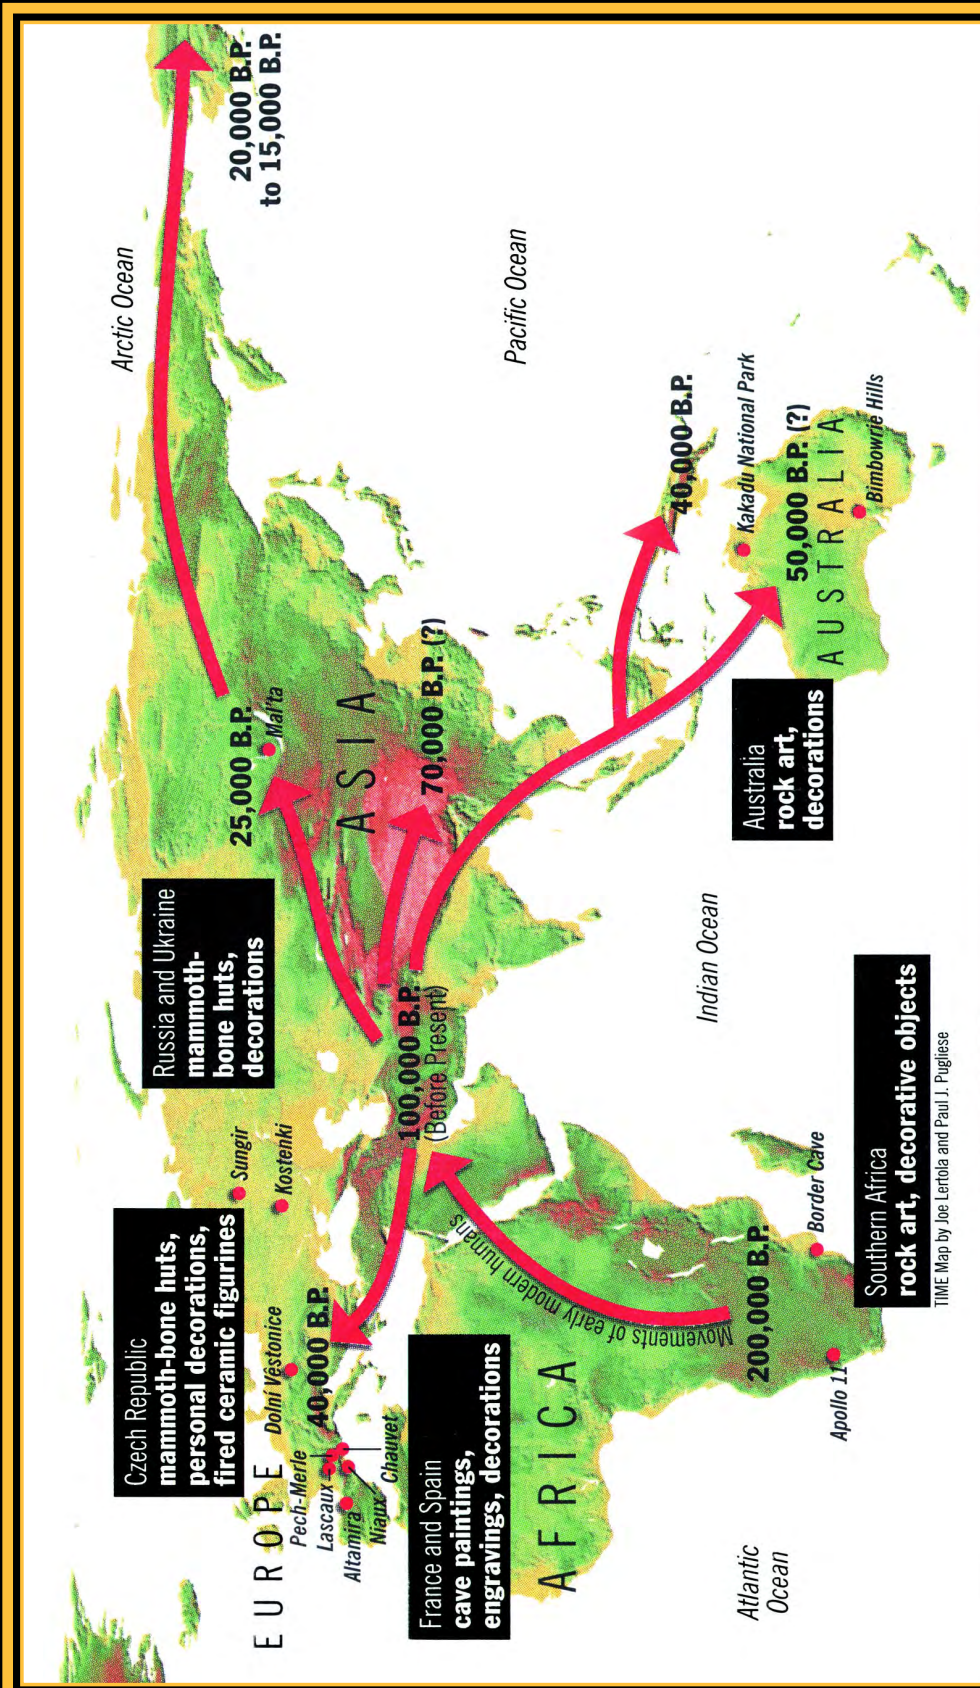 Arctic Ocean
20,000 B.P.
to 15,000 B.P.
Czech Republic
mammoth-bone huts,
personal decorations,
fired ceramic figurines
Russia and Ukraine
mammoth-
bone huts,
decorations
Sungir
Kostenki
25,000 B.P.
Mal'ta
EUROPE
Dolní Věstonice
Pech-Merle
Lascaux
Altamira
Niaux
Chauvet
40,000 B.P.
ASIA
70,000 B.P. (?)
100,000 B.P.
(Before Present)
France and Spain
cave paintings,
engravings, decorations
Movements of early modern humans
AFRICA
Pacific Ocean
40,000 B.P.
Kakadu National Park
50,000 B.P. (?)
AUSTRALIA
Bimbowrie Hills
Australia
rock art,
decorations
Indian Ocean
Atlantic
Ocean
200,000 B.P.
Border Cave
Apollo 11
Southern Africa
rock art, decorative objects
TIME Map by Joe Lertola and Paul J. Pugliese